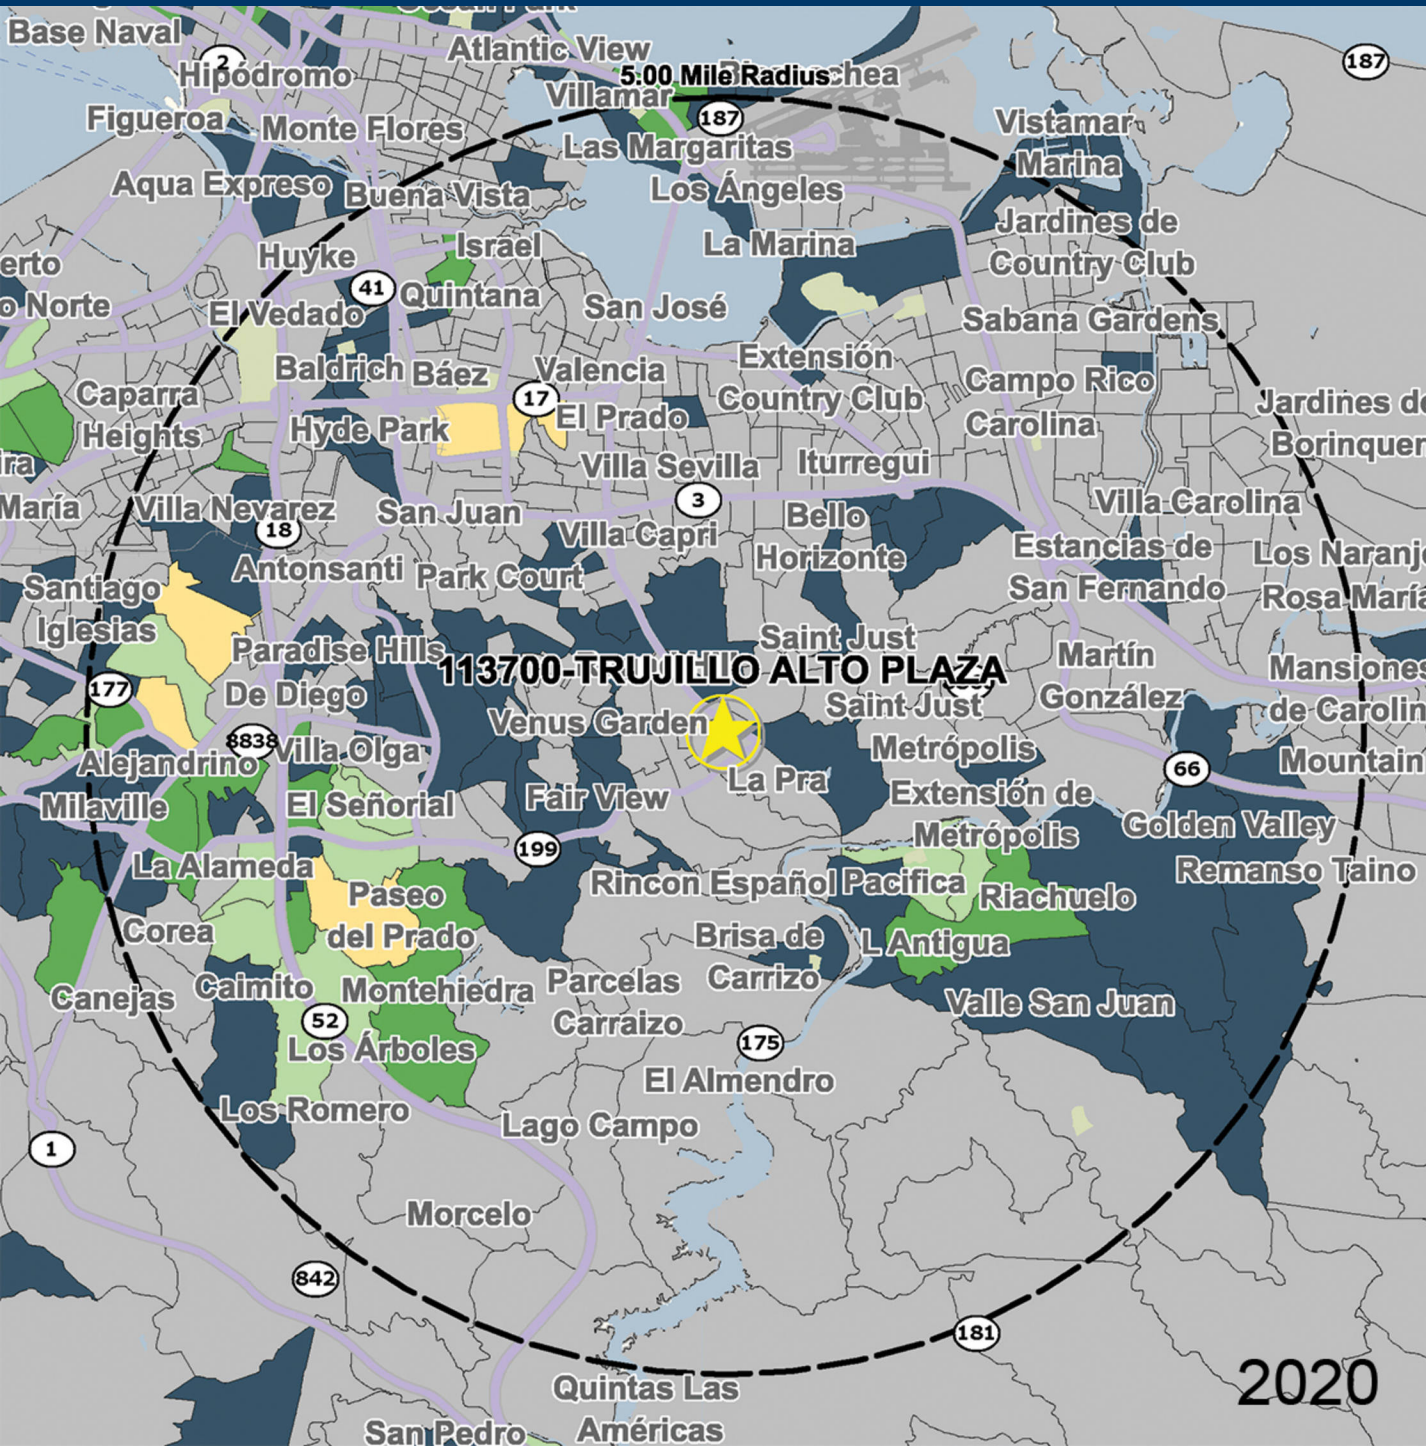 Base Naval
Atlantic View
2
Hipódromo
5.00 Mile Radius
187
Villamar
Figueroa
Monte Flores
187
Vistamar
Las Margaritas
Marina
Aqua Expreso
Buena Vista
Los Ángeles
Jardines de
Country Club
Huyke
Israel
La Marina
erto
o Norte
41
Quintana
San José
El Vedado
Sabana Gardens
Baldrich
Báez
Valencia
Extensión
Country Club
Campo Rico
Caparra
Heights
17
El Prado
Carolina
Jardines de
Borinquen
Hyde Park
ira
Villa Sevilla
Iturregui
María
Villa Nevarez
San Juan
3
Villa Carolina
18
Villa Capri
Bello
Horizonte
Estancias de
San Fernando
Los Naranj
Rosa María
Antonsanti
Park Court
Santiago
Iglesias
Saint Just
Paradise Hills
113700-TRUJILLO ALTO PLAZA
Martín
González
Mansiones
de Carolin
177
De Diego
Venus Garden
Saint Just
8838
Villa Olga
Metrópolis
Alejandrino
La Pra
66
Mountain
Milaville
El Señorial
Fair View
Extensión de
Metrópolis
Golden Valley
199
La Alameda
Remanso Taino
Paseo
del Prado
Rincon Español
Pacifica
Riachuelo
Corea
Brisa de
Carrizo
L Antigua
Caimito
Montehiedra
Parcelas
Carraizo
Canejas
Valle San Juan
52
Los Árboles
175
El Almendro
Los Romero
Lago Campo
1
Morcelo
842
181
2020
Quintas Las
Américas
San Pedro